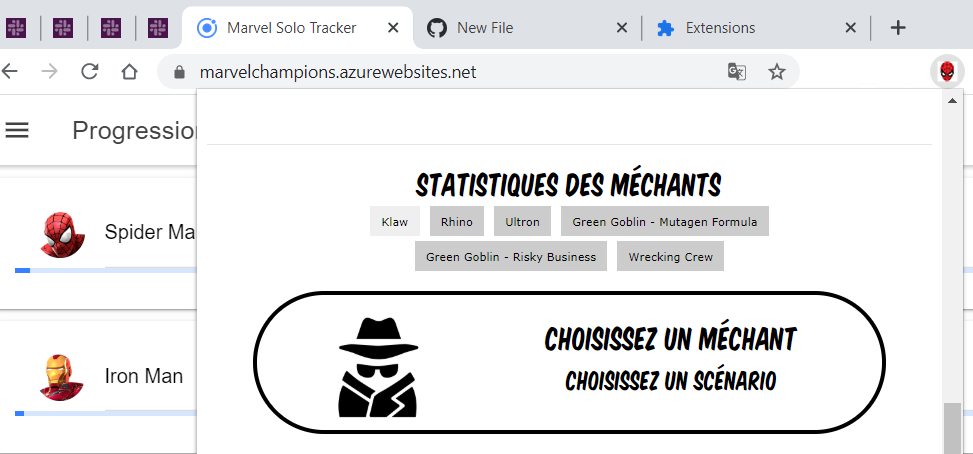 Marvel Solo Tracker
New File
Extensions
marvelchampions.azurewebsites.net
Progression
STATISTIQUES DES MÉCHANTS
Klaw
Rhino
Ultron
Green Goblin - Mutagen Formula
Green Goblin - Risky Business
Wrecking Crew
Spider Ma
CHOISISSEZ UN MÉCHANT
CHOISISSEZ UN SCÉNARIO
Iron Man